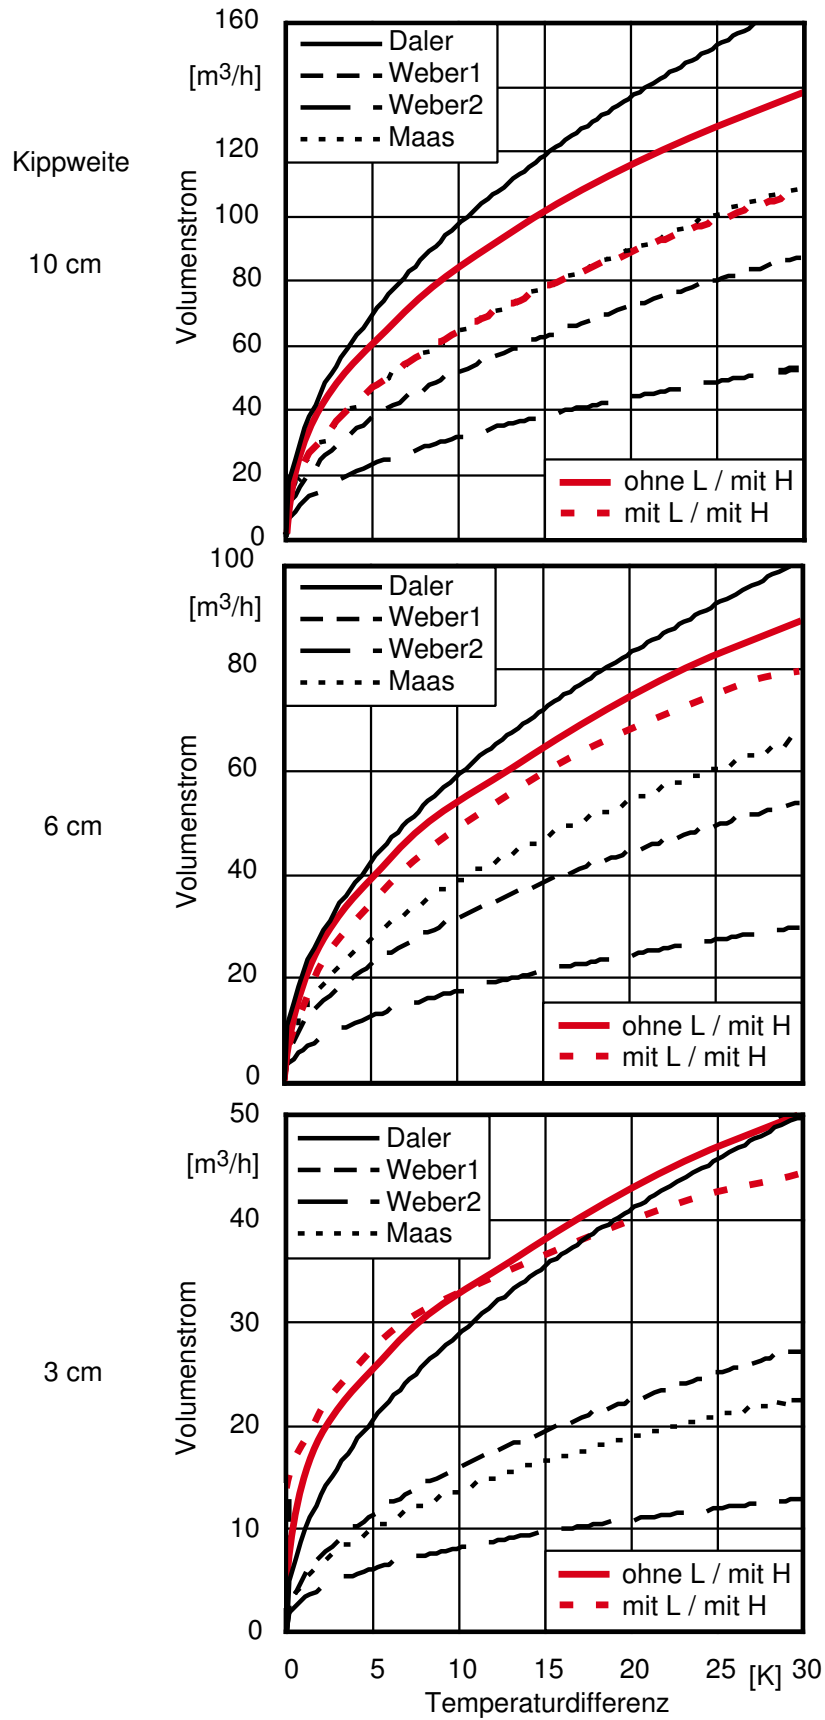 160
[m³/h]
Daler
Weber1
Weber2
Maas
120
100
80
60
40
20
0
Kippweite
10 cm
Volumenstrom
ohne L / mit H
mit L / mit H
100
[m³/h]
Daler
Weber1
Weber2
Maas
80
60
40
20
0
6 cm
Volumenstrom
ohne L / mit H
mit L / mit H
50
[m³/h]
Daler
Weber1
Weber2
Maas
40
30
20
10
0
3 cm
Volumenstrom
ohne L / mit H
mit L / mit H
0 5 10 15 20 25 [K] 30
Temperaturdifferenz